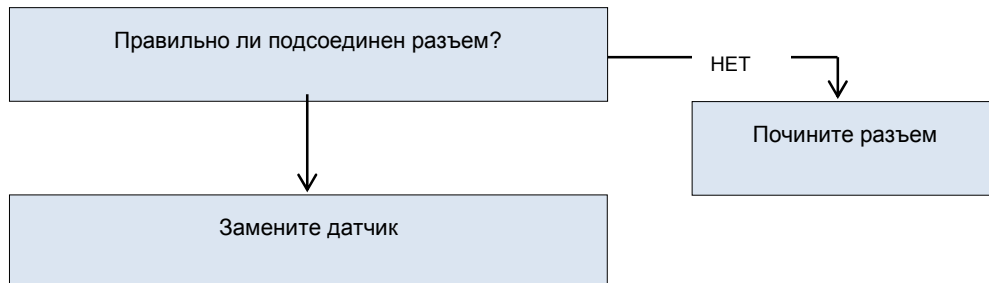 Правильно ли подсоединен разъем?
НЕТ
Почините разъем
Замените датчик